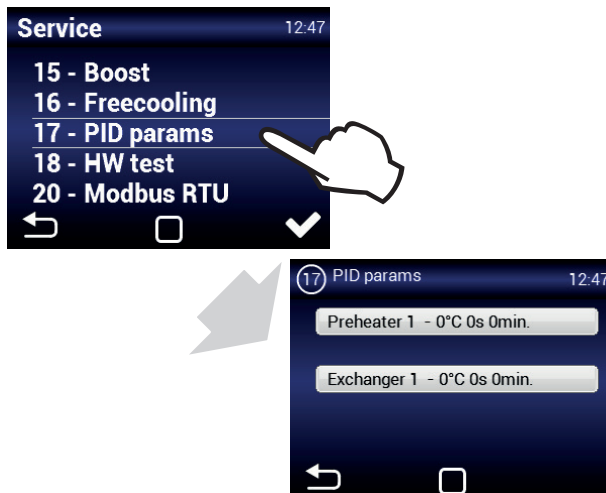 Service 12:47
15 - Boost
16 - Freecooling
17 - PID params
18 - HW test
20 - Modbus RTU
17 PID params 12:47
Preheater 1 - 0°C 0s 0min.
Exchanger 1 - 0°C 0s 0min.